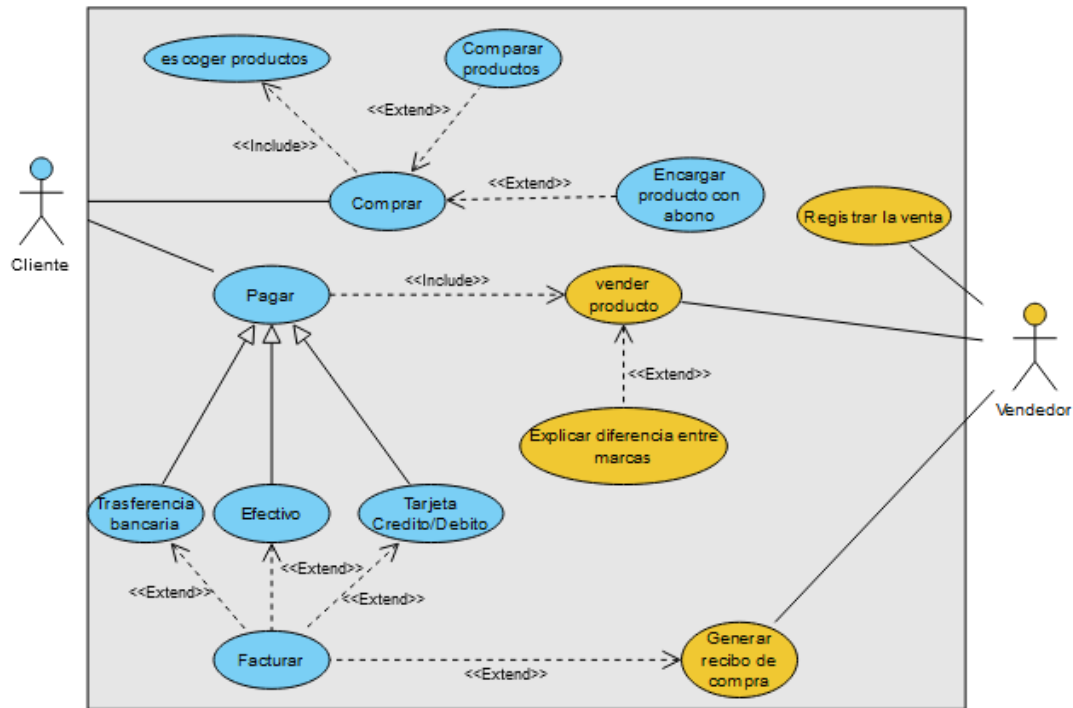 es coger productos
Comparar
productos
<<Extend>>
<<Include>>
Comprar
<<Extend>>
Encargar
producto con
abono
Registrar la venta
Cliente
Pagar
<<Include>>
vender
producto
<<Extend>>
Vendedor
Explicar diferencia entre
marcas
Trasferencia
bancaria
Efectivo
Tarjeta
Credito/Debito
<<Extend>>
<<Extend>>
<<Extend>>
Facturar
<<Extend>>
Generar
recibo de
compra